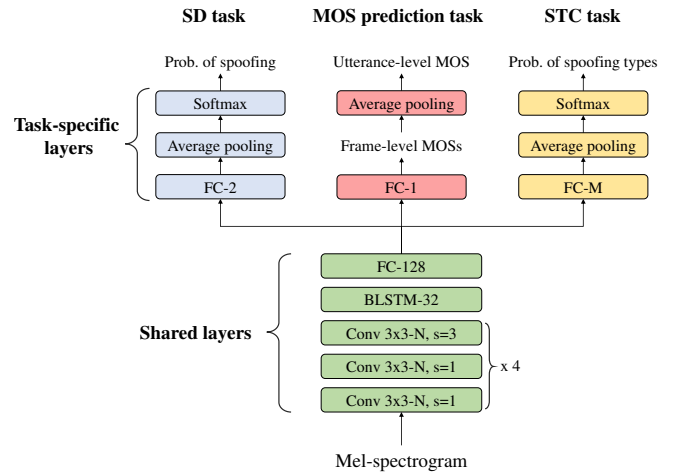 SD task
MOS prediction task
STC task
Prob. of spoofing
Utterance-level MOS
Prob. of spoofing types
Softmax
Average pooling
Softmax
Task-specific
layers
Average pooling
Frame-level MOSs
Average pooling
FC-2
FC-1
FC-M
FC-128
BLSTM-32
Shared layers
Conv 3x3-N, s=3
Conv 3x3-N, s=1
x 4
Conv 3x3-N, s=1
Mel-spectrogram